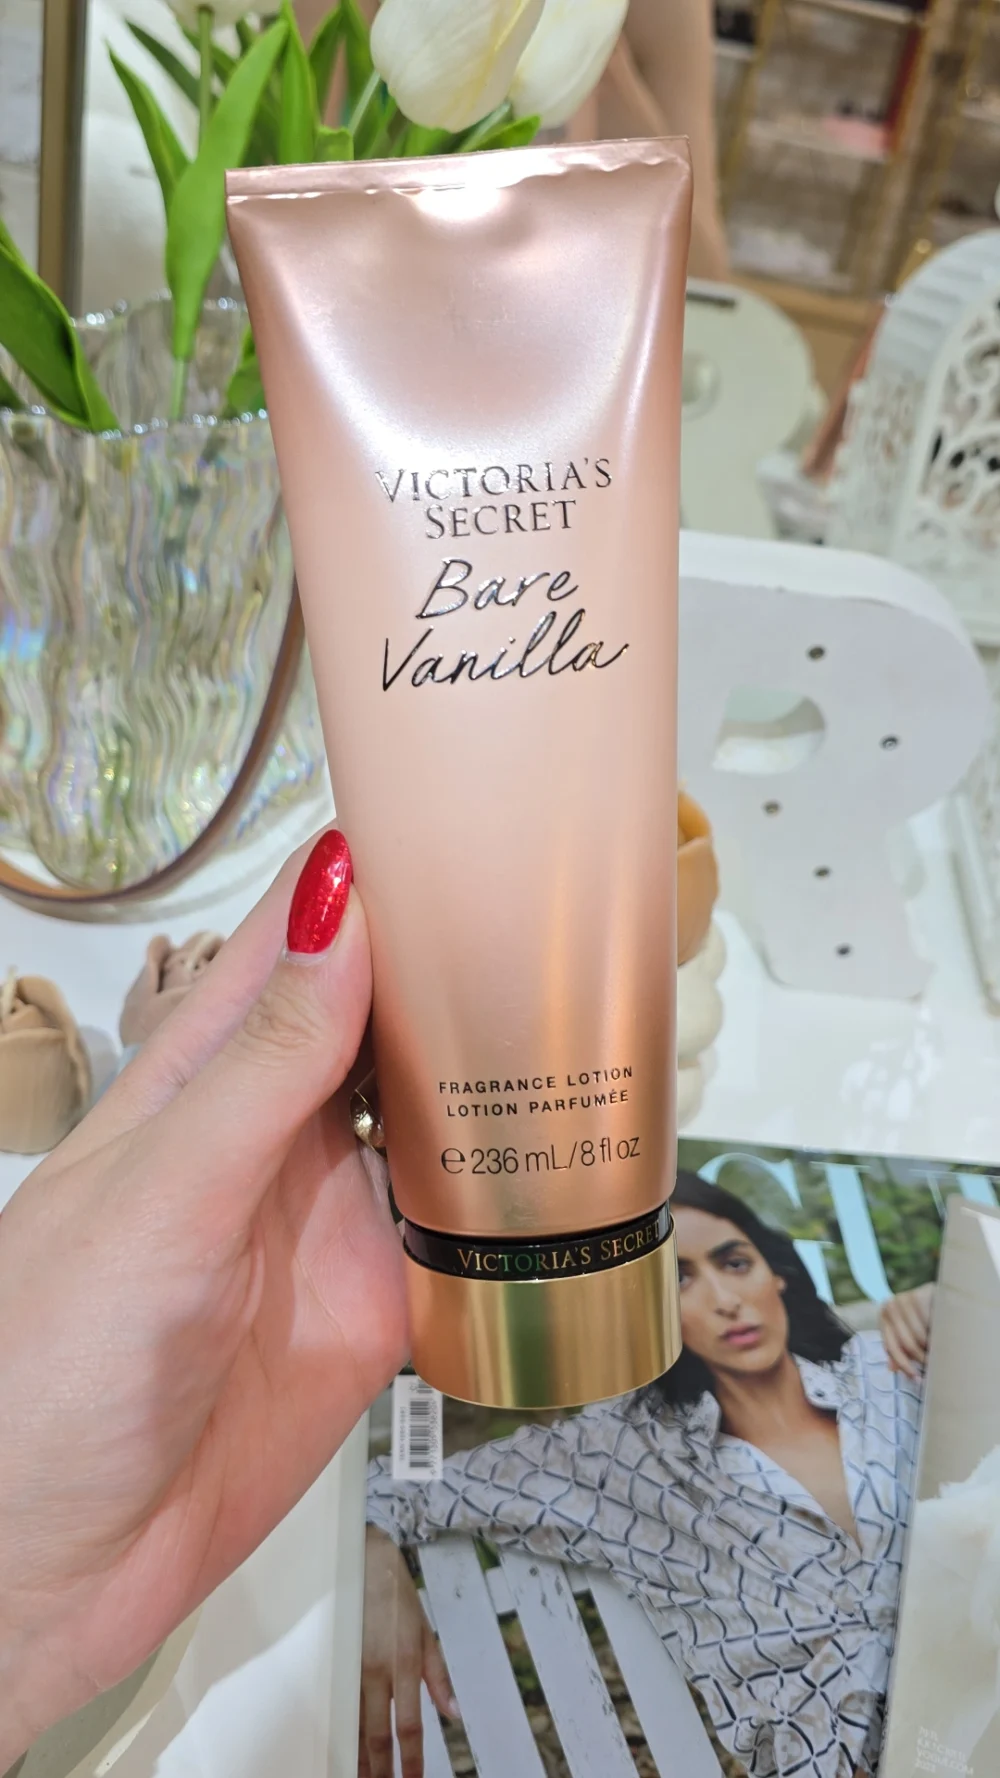 VICTORIA'S
SECRET
Bare
Vanilla
FRAGRANCE LOTION
LOTION PARFUMÉE
℮ 236 mL/8 fl oz
VICTORIA'S SECRET